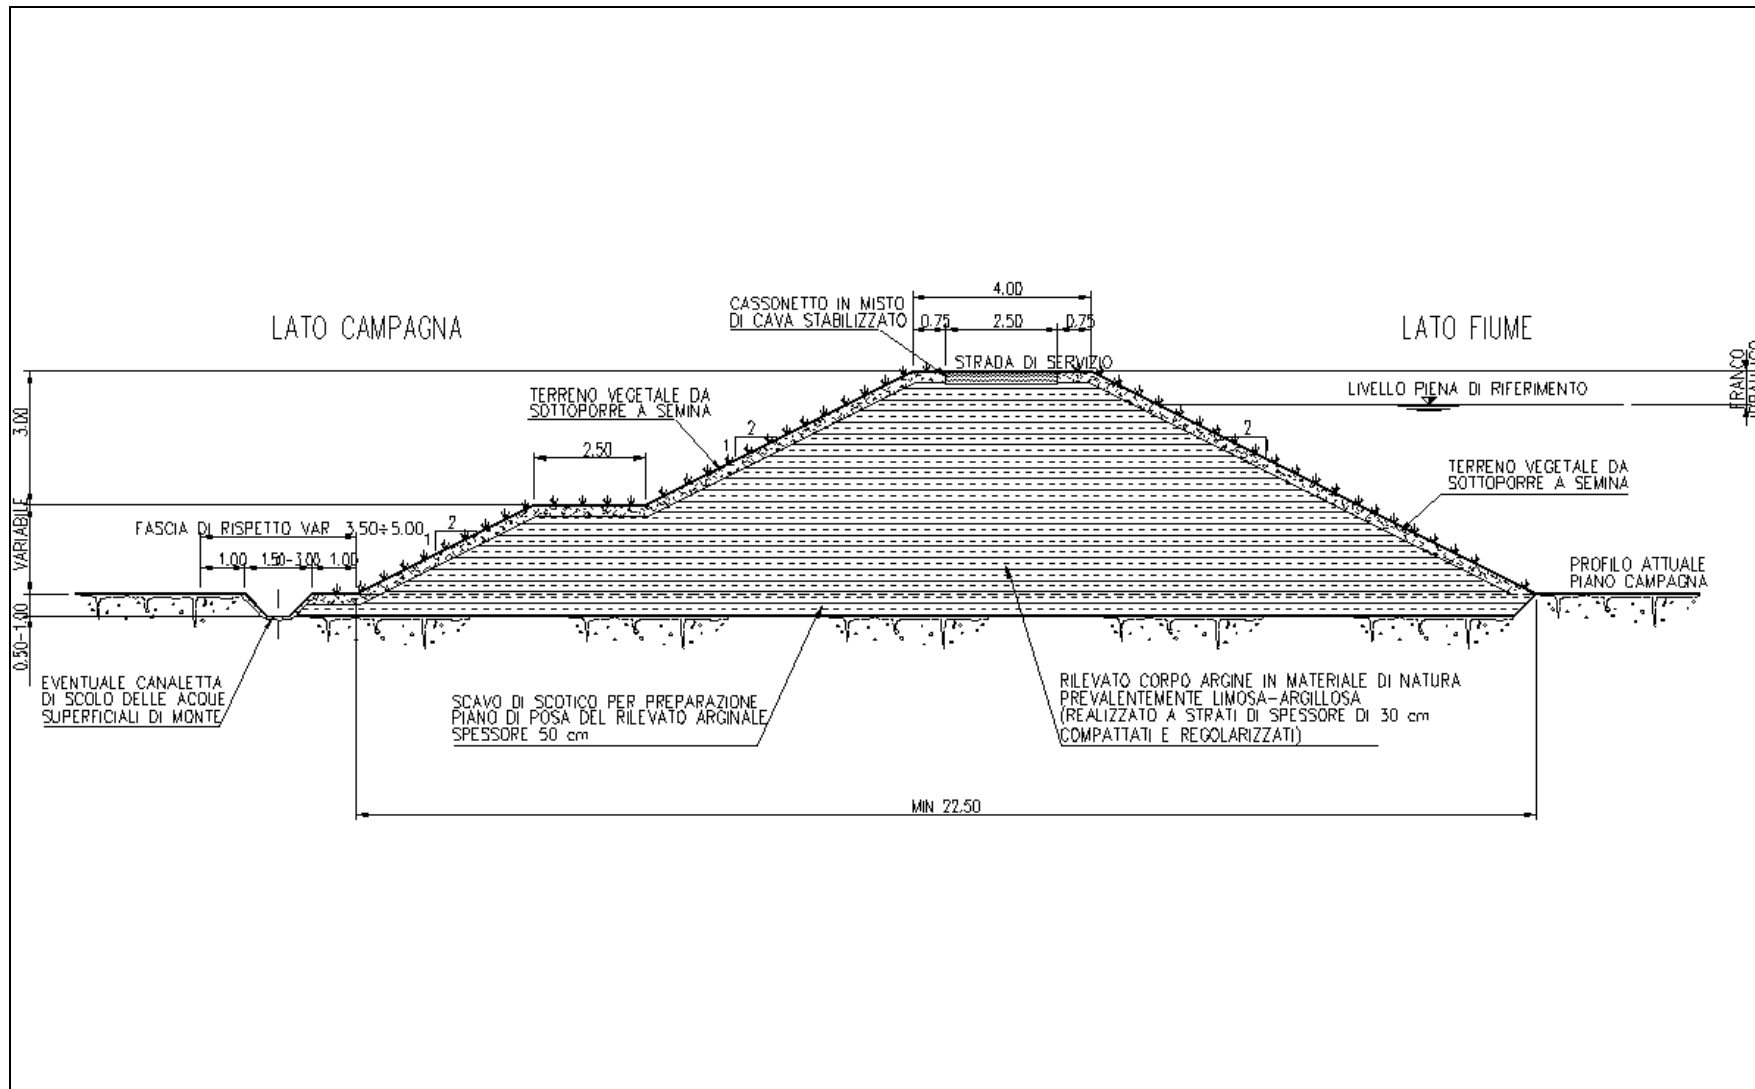 4.00
CASSONETTO IN MISTO
DI CAVA STABILIZZATO
0.75
2.50
0.75
LATO CAMPAGNA
LATO FIUME
STRADA DI SERVIZIO
FRANCO
LIVELLO PIENA DI RIFERIMENTO
TERRENO VEGETALE DA
SOTTOPORRE A SEMINA
3.00
2
1
2
2.50
TERRENO VEGETALE DA
SOTTOPORRE A SEMINA
VARIABILE
FASCIA DI RISPETTO VAR 3.50÷5.00
2
1
1.00
1.50-3.00
1.00
PROFILO ATTUALE
PIANO CAMPAGNA
0.50-1.00
EVENTUALE CANALETTA
DI SCOLO DELLE ACQUE
SUPERFICIALI DI MONTE
SCAVO DI SCOTICO PER PREPARAZIONE
PIANO DI POSA DEL RILEVATO ARGINALE
SPESSORE 50 cm
RILEVATO CORPO ARGINE IN MATERIALE DI NATURA
PREVALENTEMENTE LIMOSA-ARGILLOSA
(REALIZZATO A STRATI DI SPESSORE DI 30 cm
COMPATTATI E REGOLARIZZATI)
MIN 22.50